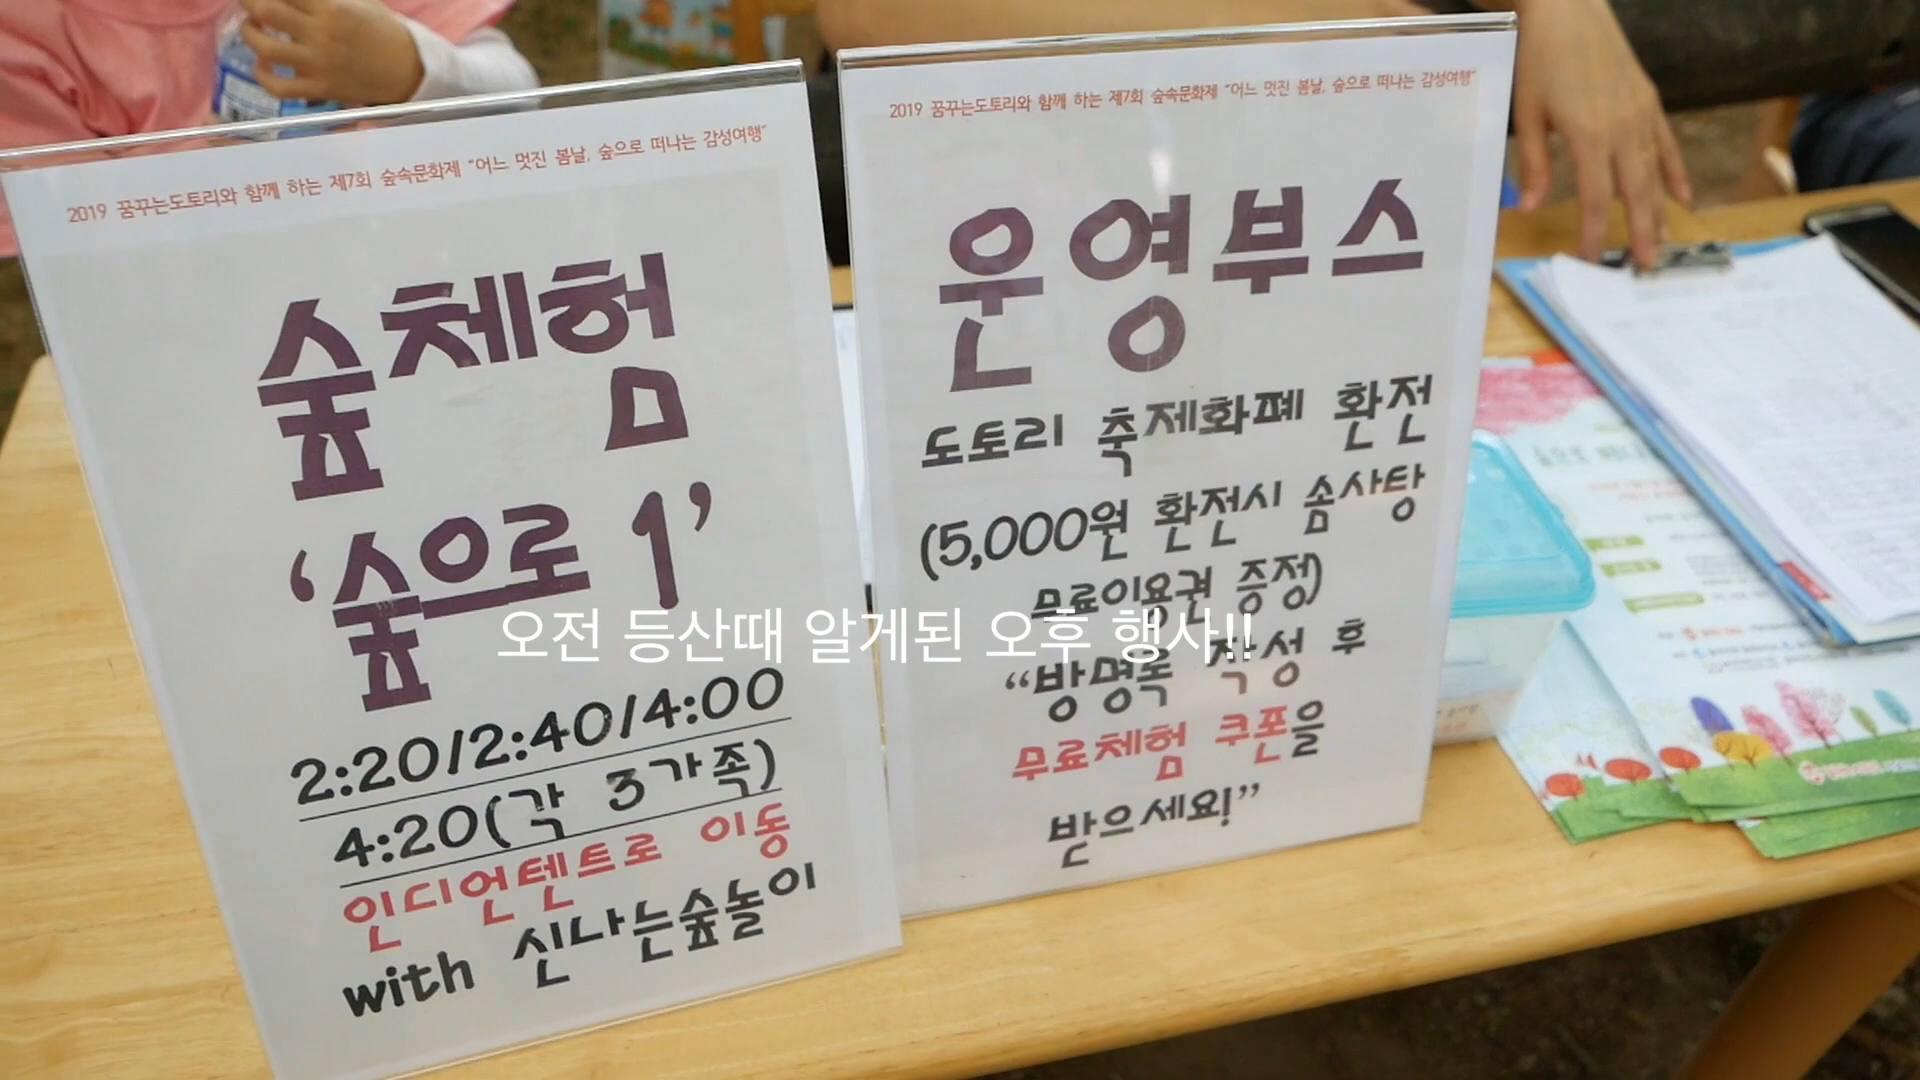 2019 꿈꾸는도토리와 함께 하는 제7회 숲속문화제 "어느 멋진 봄날, 숲으로 떠나는 감성여행"
숲체험
'숲으로 1'
2:20/2:40/4:00
4:20(각 3가족)
인디언텐트로 이동
with 신나는숲놀이
2019 꿈꾸는도토리와 함께 하는 제7회 숲속문화제 "어느 멋진 봄날, 숲으로 떠나는 감성여행"
운영부스
도토리 축제화폐 환전
(5,000원 환전시 솜사탕
무료이용권 증정)
"방명록 작성 후
무료체험 쿠폰을
받으세요!"
오전 등산때 알게된 오후 행사!!